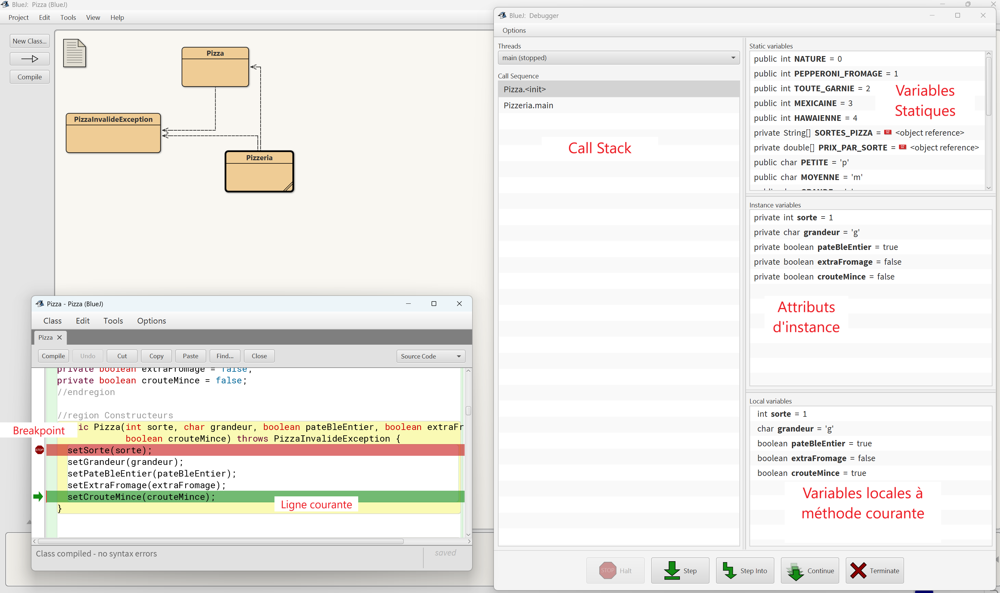 BlueJ: Pizza (BlueJ)
Project Edit Tools View Help
New Class...
Compile
Pizza
PizzaInvalideException
Pizzeria
Pizza - Pizza (BlueJ)
Class Edit Tools Options
Pizza
Compile Undo Cut Copy Paste Find... Close Source Code
private boolean extraFromage = false;
private boolean crouteMince = false;
//endregion
//region Constructeurs
Breakpoint
ic Pizza(int sorte, char grandeur, boolean pateBleEntier, boolean extraFr
boolean crouteMince) throws PizzaInvalideException {
STOP
setSorte(sorte);
setGrandeur(grandeur);
setPateBleEntier(pateBleEntier);
setExtraFromage(extraFromage);
setCrouteMince(crouteMince);
Ligne courante
}
Class compiled - no syntax errors
saved
BlueJ: Debugger
Options
Threads
main (stopped)
Call Sequence
Pizza.<init>
Pizzeria.main
Call Stack
Static variables
public int NATURE = 0
public int PEPPERONI_FROMAGE = 1
public int TOUTE_GARNIE = 2
public int MEXICAINE = 3
public int HAWAIENNE = 4
private String[] SORTES_PIZZA = <object reference>
private double[] PRIX_PAR_SORTE = <object reference>
public char PETITE = 'p'
public char MOYENNE = 'm'
Variables
Statiques
Instance variables
private int sorte = 1
private char grandeur = 'g'
private boolean pateBleEntier = true
private boolean extraFromage = false
private boolean crouteMince = false
Attributs
d'instance
Local variables
int sorte = 1
char grandeur = 'g'
boolean pateBleEntier = true
boolean extraFromage = false
boolean crouteMince = true
Variables locales à
méthode courante
STOP Halt
Step
Step Into
Continue
Terminate